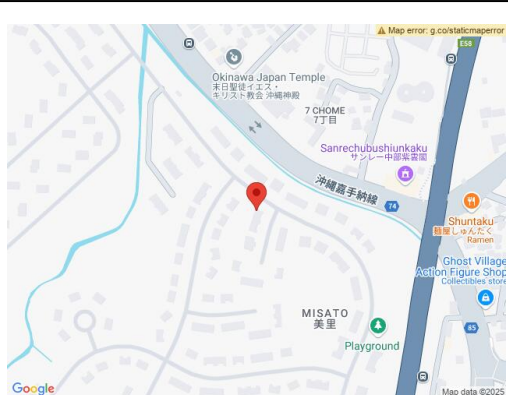 Map error: g.co/staticmaperror
E58
Okinawa Japan Temple
末日聖徒イエス・
キリスト教会 沖縄神殿
7 CHOME
7丁目
Sanrechubushiunkaku
サンレー中部紫雲閣
沖縄嘉手納線
74
Shuntaku
麺屋しゅんたく
Ramen
Ghost Village
Action Figure Shop
Collectibles store
MISATO
美里
85
Playground
Google
Map data ©2025